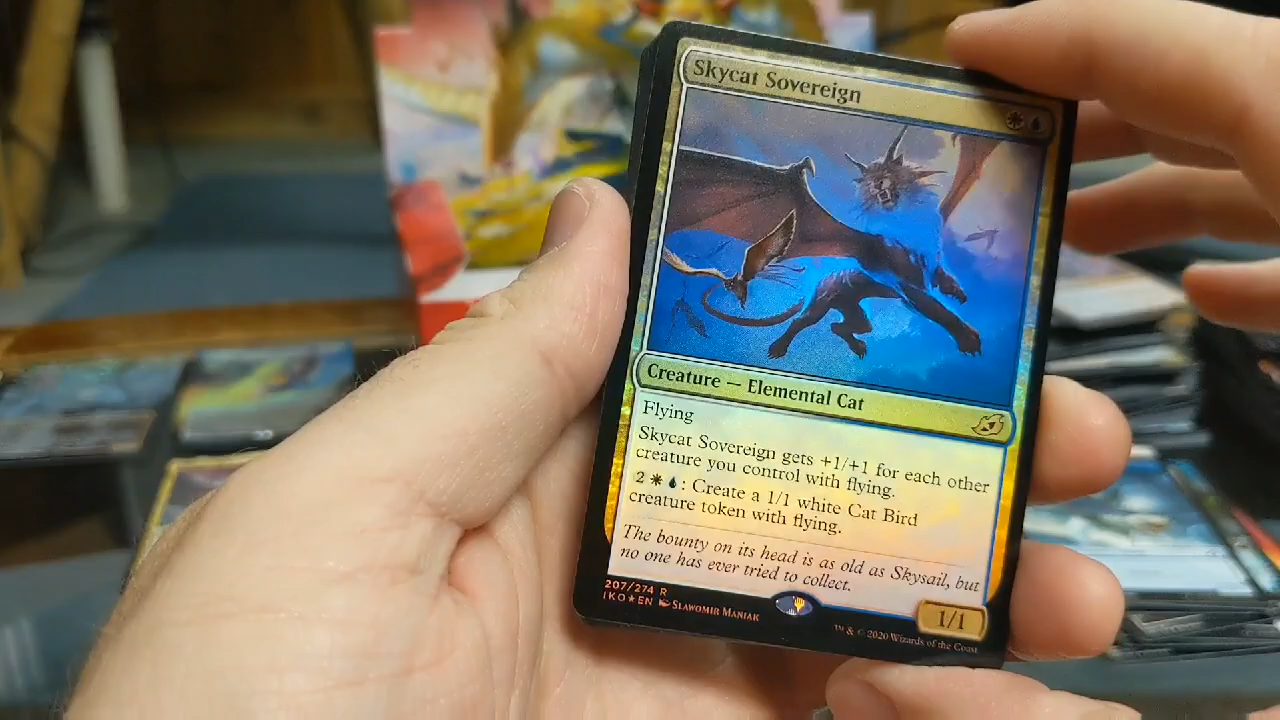 Skycat Sovereign
Creature — Elemental Cat
Flying
Skycat Sovereign gets +1/+1 for each other
creature you control with flying.
2 : Create a 1/1 white Cat Bird
creature token with flying.
The bounty on its head is as old as Skysail, but
no one has ever tried to collect.
207/274 R
IKO★EN Slawomir Maniak
™ & © 2020 Wizards of the Coast
1/1